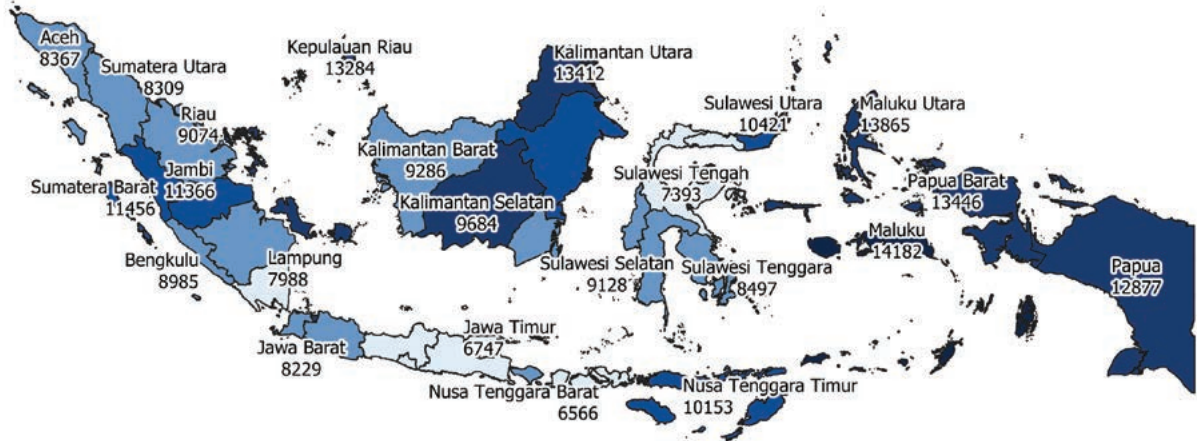 Aceh
8367
Sumatera Utara
8309
Riau
9074
Jambi
11366
Sumatera Barat
11456
Bengkulu
8985
Lampung
7988
Kepulauan Riau
13284
Jawa Barat
8229
Jawa Timur
6747
Nusa Tenggara Barat
6566
Nusa Tenggara Timur
10153
Kalimantan Utara
13412
Kalimantan Barat
9286
Kalimantan Selatan
9684
Sulawesi Utara
10421
Sulawesi Tengah
7393
Sulawesi Selatan
9128
Sulawesi Tenggara
8497
Maluku Utara
13865
Maluku
14182
Papua Barat
13446
Papua
12877